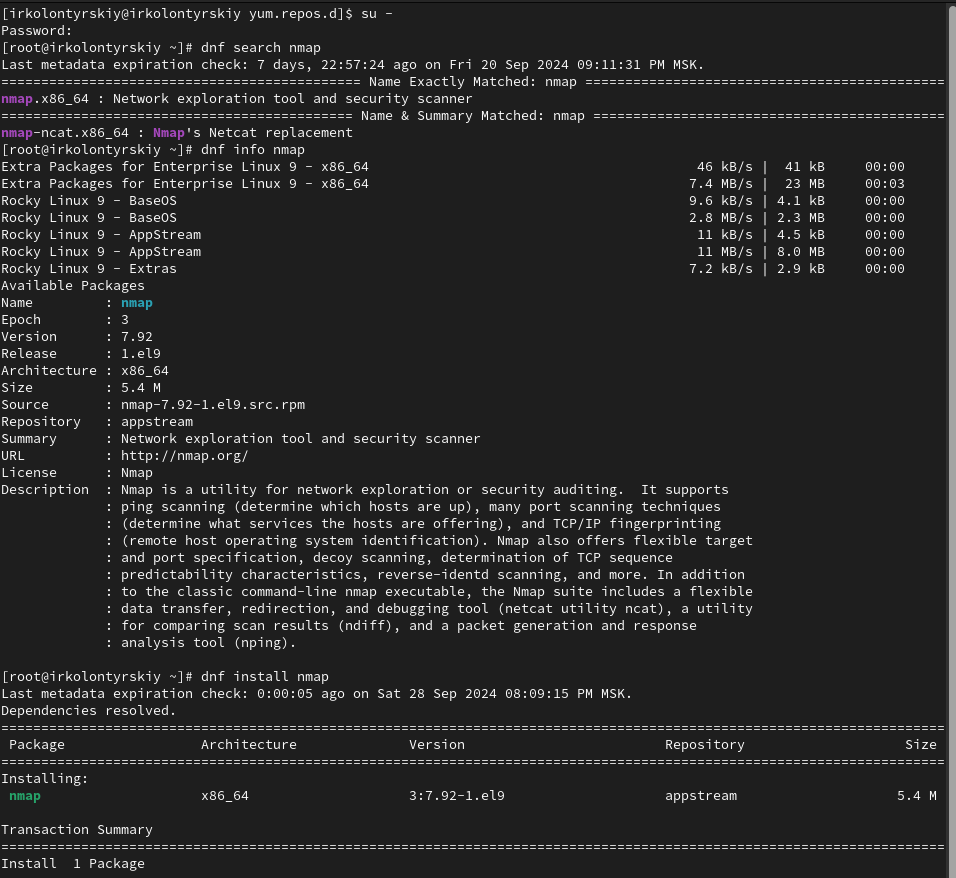 [irkolontyrskiy@irkolontyrskiy yum.repos.d]$ su -
Password:
[root@irkolontyrskiy ~]# dnf search nmap
Last metadata expiration check: 7 days, 22:57:24 ago on Fri 20 Sep 2024 09:11:31 PM MSK.
============================================= Name Exactly Matched: nmap =============================================
nmap.x86_64 : Network exploration tool and security scanner
============================================ Name & Summary Matched: nmap ============================================
nmap-ncat.x86_64 : Nmap's Netcat replacement
[root@irkolontyrskiy ~]# dnf info nmap
Extra Packages for Enterprise Linux 9 - x86_64                                         46 kB/s |  41 kB     00:00
Extra Packages for Enterprise Linux 9 - x86_64                                        7.4 MB/s |  23 MB     00:03
Rocky Linux 9 - BaseOS                                                                9.6 kB/s | 4.1 kB     00:00
Rocky Linux 9 - BaseOS                                                                2.8 MB/s | 2.3 MB     00:00
Rocky Linux 9 - AppStream                                                              11 kB/s | 4.5 kB     00:00
Rocky Linux 9 - AppStream                                                              11 MB/s | 8.0 MB     00:00
Rocky Linux 9 - Extras                                                                7.2 kB/s | 2.9 kB     00:00
Available Packages
Name         : nmap
Epoch        : 3
Version      : 7.92
Release      : 1.el9
Architecture : x86_64
Size         : 5.4 M
Source       : nmap-7.92-1.el9.src.rpm
Repository   : appstream
Summary      : Network exploration tool and security scanner
URL          : http://nmap.org/
License      : Nmap
Description  : Nmap is a utility for network exploration or security auditing.  It supports
             : ping scanning (determine which hosts are up), many port scanning techniques
             : (determine what services the hosts are offering), and TCP/IP fingerprinting
             : (remote host operating system identification). Nmap also offers flexible target
             : and port specification, decoy scanning, determination of TCP sequence
             : predictability characteristics, reverse-identd scanning, and more. In addition
             : to the classic command-line nmap executable, the Nmap suite includes a flexible
             : data transfer, redirection, and debugging tool (netcat utility ncat), a utility
             : for comparing scan results (ndiff), and a packet generation and response
             : analysis tool (nping).
[root@irkolontyrskiy ~]# dnf install nmap
Last metadata expiration check: 0:00:05 ago on Sat 28 Sep 2024 08:09:15 PM MSK.
Dependencies resolved.
======================================================================================================================
 Package                 Architecture              Version                         Repository                    Size
======================================================================================================================
Installing:
 nmap                    x86_64                    3:7.92-1.el9                    appstream                    5.4 M
Transaction Summary
======================================================================================================================
Install  1 Package